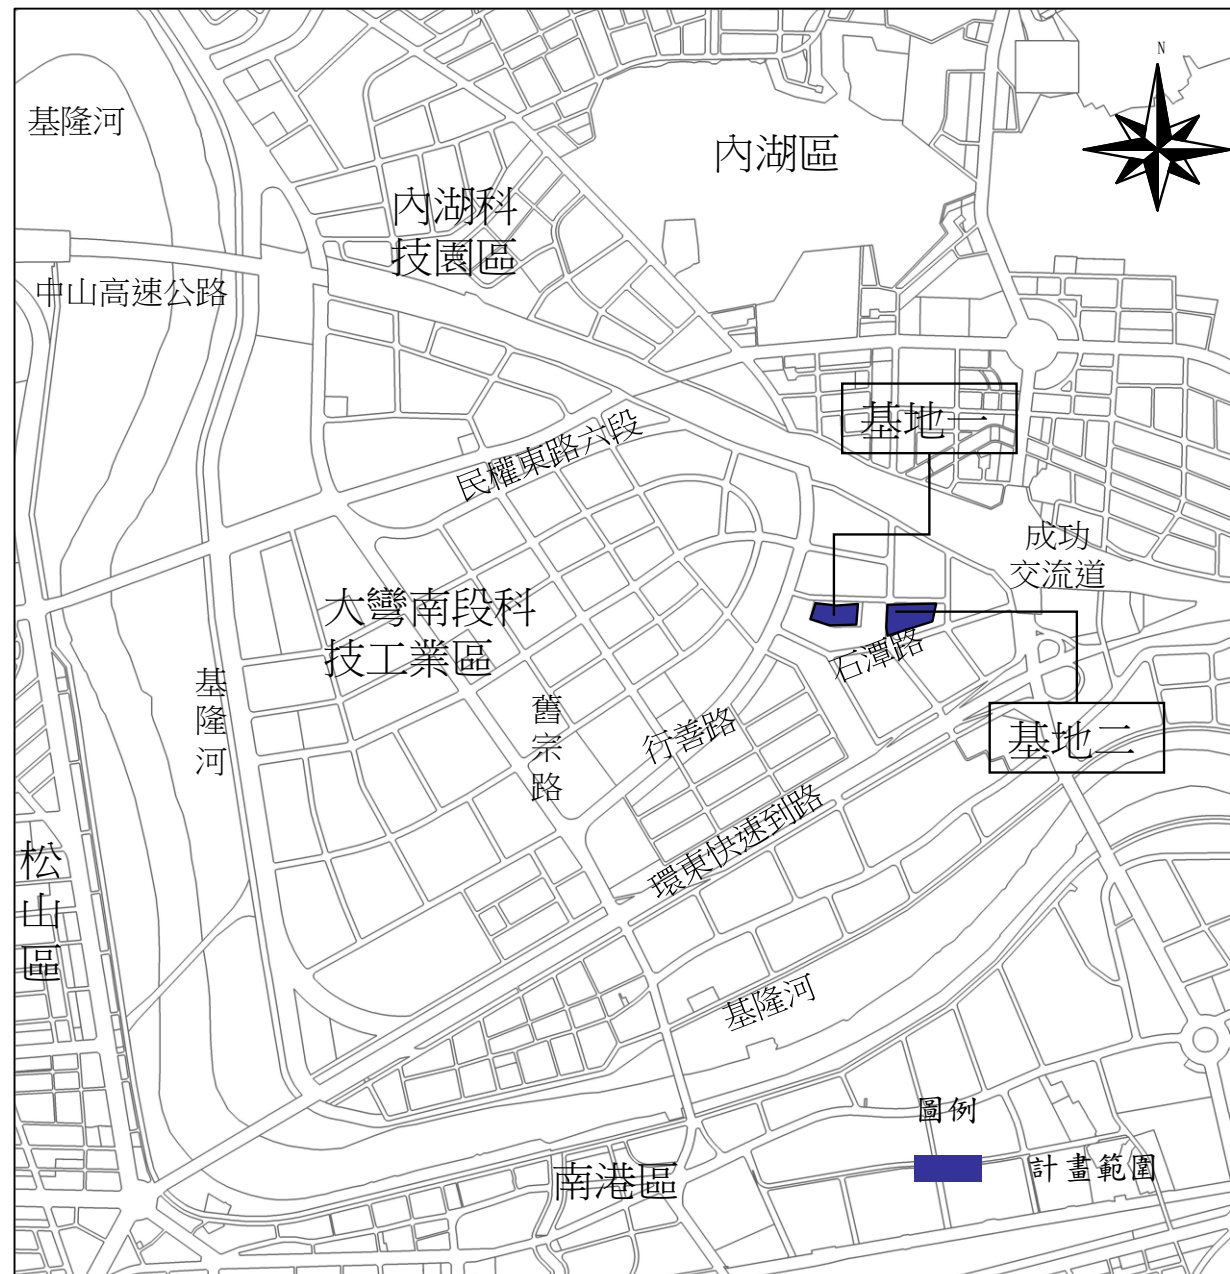 N
基隆河
內湖區
內湖科
技園區
中山高速公路
基地一
民權東路六段
成功
交流道
大彎南段科
技工業區
石潭路
基隆河
舊宗路
行善路
基地二
環東快速到路
松山區
基隆河
圖例
計畫範圍
南港區